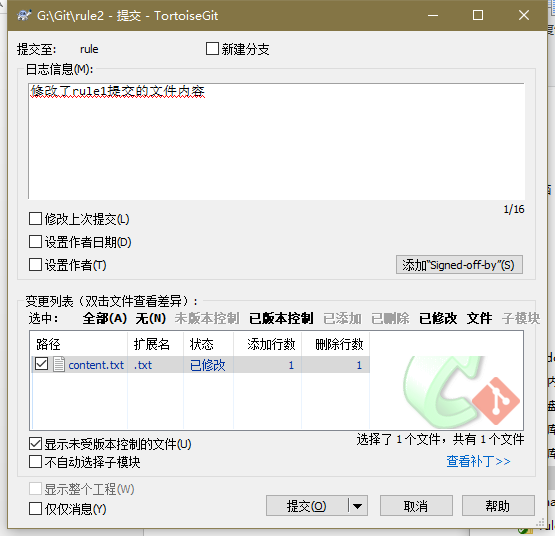 G:\Git\rule2 - 提交 - TortoiseGit
提交至: rule 新建分支
日志信息(M):
修改了rule1提交的文件内容
1/16
修改上次提交(L)
设置作者日期(D)
设置作者(T) 添加"Signed-off-by"(S)
变更列表（双击文件查看差异）:
选中: 全部(A) 无(N) 未版本控制 已版本控制 已添加 已删除 已修改 文件 子模块
路径 扩展名 状态 添加行数 删除行数
content.txt .txt 已修改 1 1
显示未受版本控制的文件(U) 选择了 1 个文件，共有 1 个文件
不自动选择子模块 查看补丁>>
显示整个工程(W)
仅仅消息(Y) 提交(O) 取消 帮助